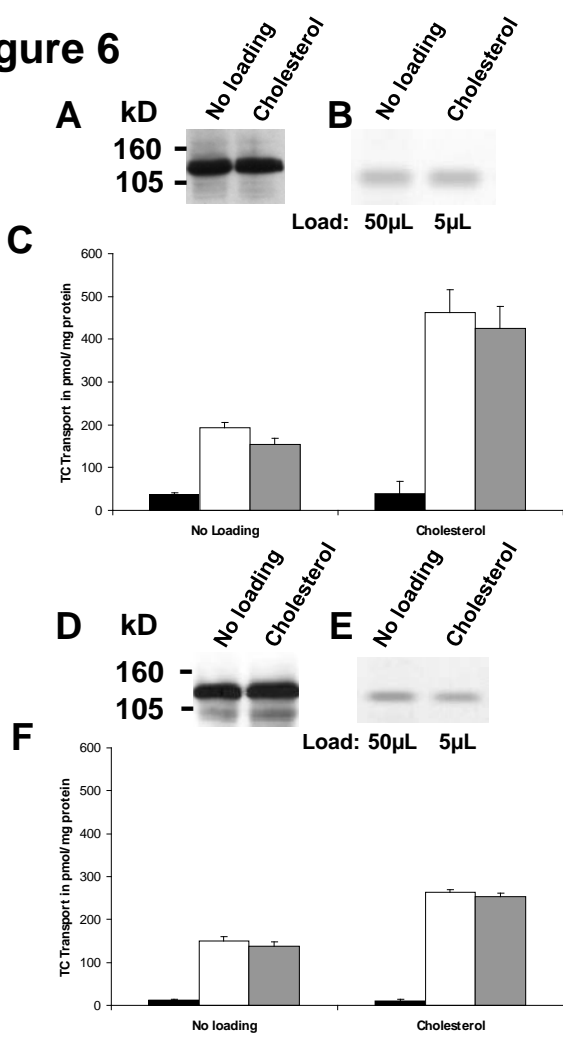 gure 6
No loading
Cholesterol
No loading
Cholesterol
A kD B
160
105
Load: 50µL 5µL
C
600
500
400
300
200
100
0
TC Transport in pmol/mg protein
No Loading Cholesterol
No loading
Cholesterol
No loading
Cholesterol
D kD E
160
105
Load: 50µL 5µL
F
600
500
400
300
200
100
0
TC Transport in pmol/mg protein
No loading Cholesterol